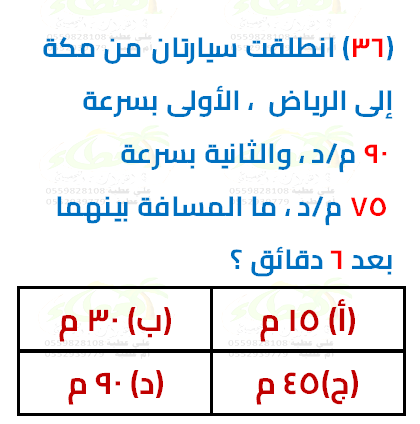 (٣٦) انطلقت سيارتان من مكة
إلى الرياض ، الأولى بسرعة
٩٠ م/د ، والثانية بسرعة
٧٥ م/د ، ما المسافة بينهما
بعد ٦ دقائق ؟
(أ) ١٥ م
(ب) ٣٠ م
(ج)٤٥ م
(د) ٩٠ م